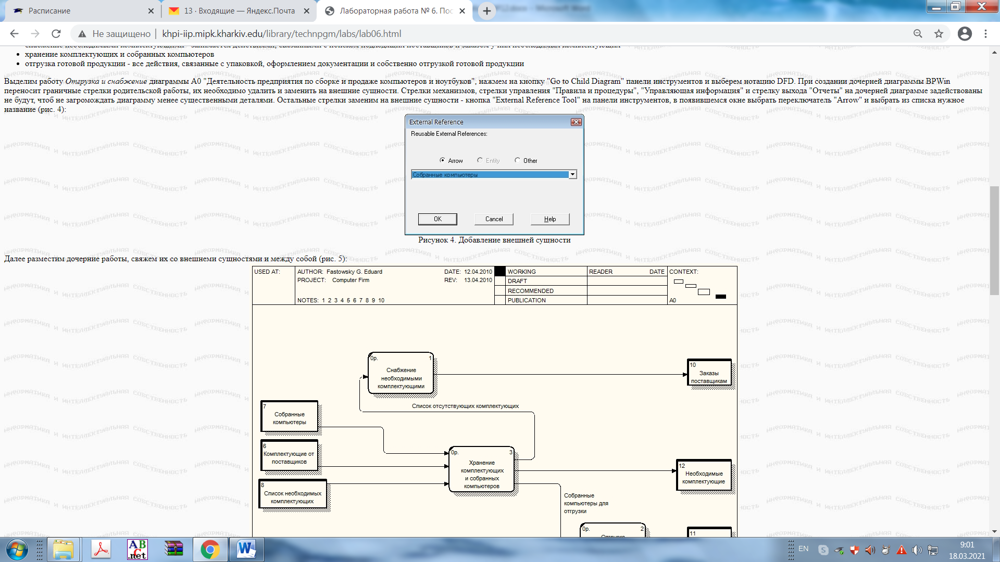 Расписание
13 · Входящие — Яндекс.Почта
Лабораторная работа № 6. Пос
Не защищено
khpi-iip.mipk.kharkiv.edu/library/technpgm/labs/lab06.html
хранение комплектующих и собранных компьютеров
отгрузка готовой продукции - все действия, связанные с упаковкой, оформлением документации и собственно отгрузкой готовой продукции
Выделим работу Отгрузка и снабжение диаграммы А0 "Деятельность предприятия по сборке и продаже компьютеров и ноутбуков", нажмем на кнопку "Go to Child Diagram" панели инструментов и выберем нотацию DFD. При создании дочерней диаграммы BPWin
переносит граничные стрелки родительской работы, их необходимо удалить и заменить на внешние сущности. Стрелки механизмов, стрелки управления "Правила и процедуры", "Управляющая информация" и стрелку выхода "Отчеты" на дочерней диаграмме задействованы
не будут, чтоб не загромождать диаграмму менее существенными деталями. Остальные стрелки заменим на внешние сущности - кнопка "External Reference Tool" на панели инструментов, в появившемся окне выбрать переключатель "Arrow" и выбрать из списка нужное
название (рис. 4):
External Reference
Reusable External References:
Arrow Entity Other
Собранные компьютеры
OK Cancel Help
Рисунок 4. Добавление внешней сущности
Далее разместим дочерние работы, свяжем их со внешнеми сущностями и между собой (рис. 5):
USED AT: AUTHOR: Fastowsky G. Eduard DATE: 12.04.2010 WORKING READER DATE CONTEXT:
PROJECT: Computer Firm REV: 13.04.2010 DRAFT
RECOMMENDED
NOTES: 1 2 3 4 5 6 7 8 9 10 PUBLICATION A0
0р. 1
Снабжение
необходимыми
комплектующими
10
Заказы
поставщикам
Список отсутствующих комплектующих
7
Собранные
компьютеры
6
Комплектующие от
поставщиков
8
Список необходимых
комплектующих
0р. 3
Хранение
комплектующих
и собранных
компьютеров
12
Необходимые
комплектующие
Собранные
компьютеры для
отгрузки
0р. 2
11
EN
9:01
18.03.2021